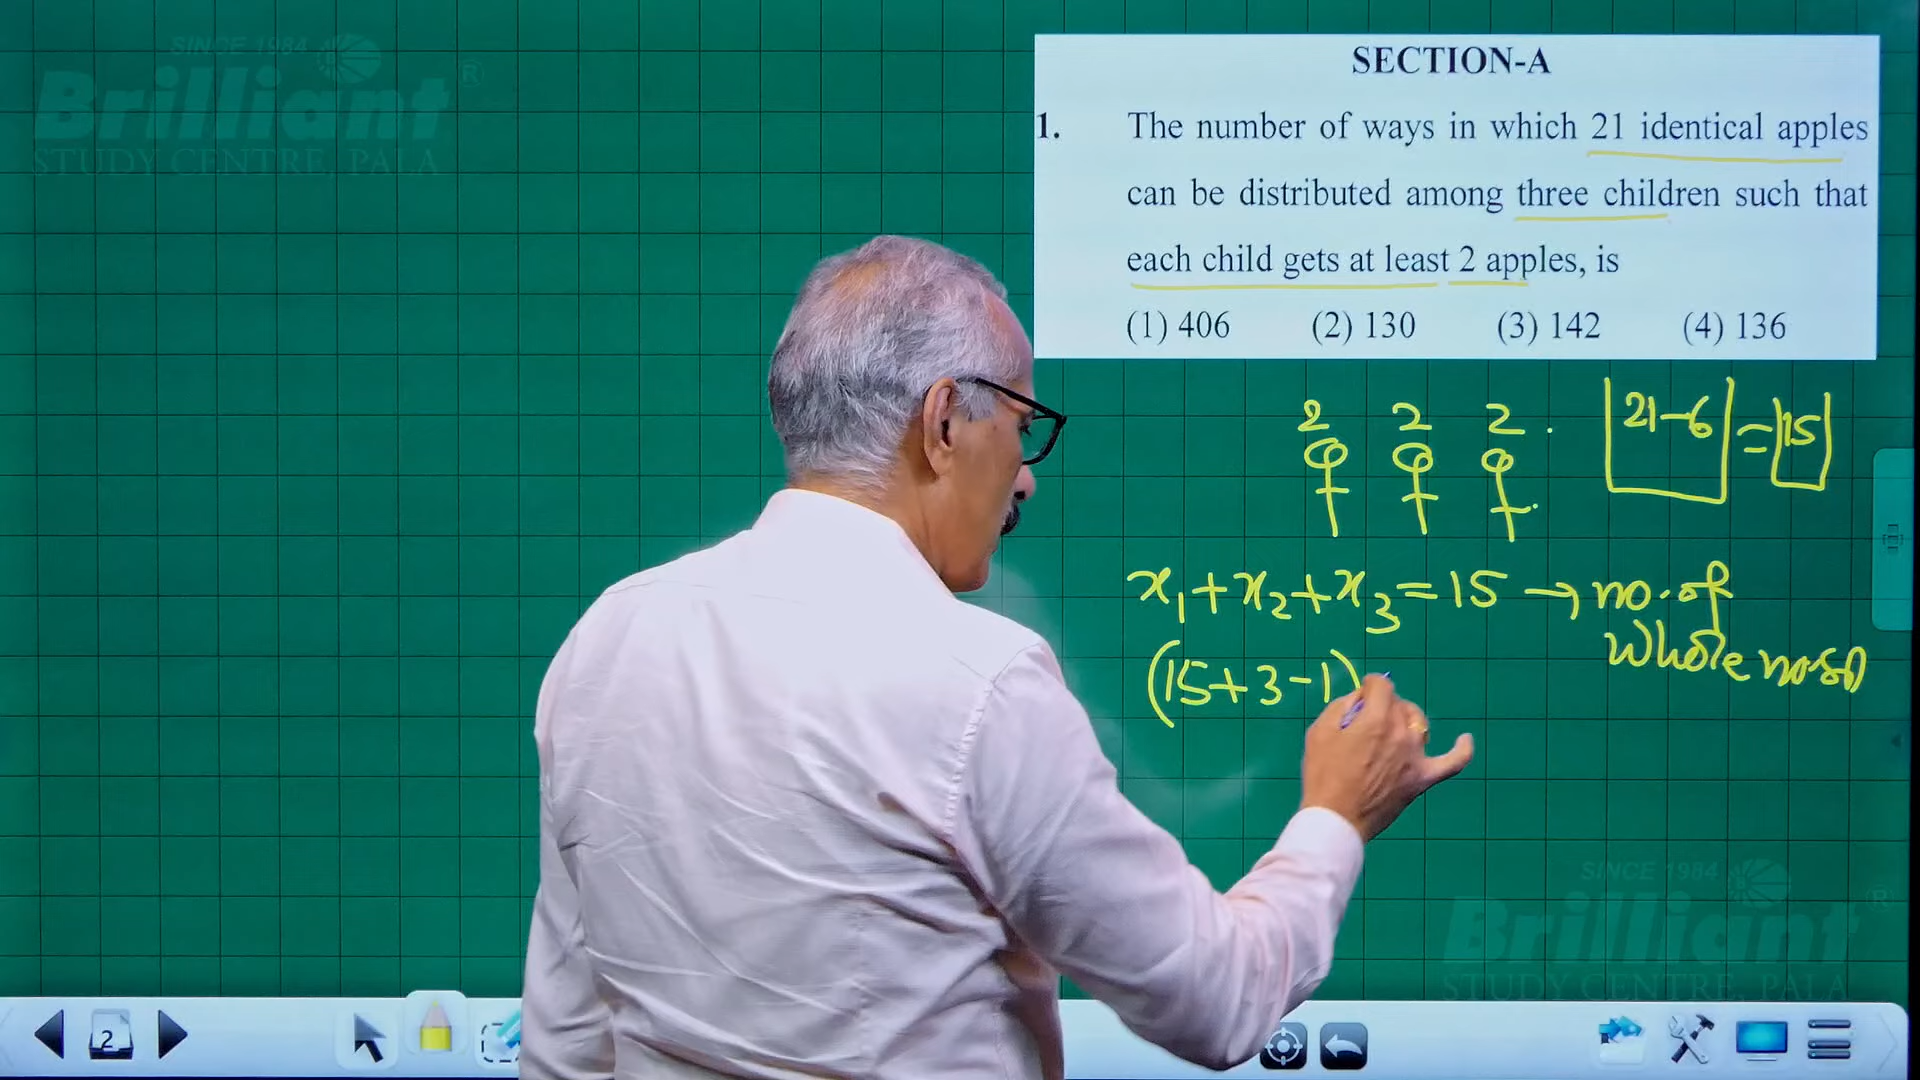 SINCE 1984
Brilliant®
STUDY CENTRE, PALA
SECTION-A
1. The number of ways in which 21 identical apples
can be distributed among three children such that
each child gets at least 2 apples, is
(1) 406 (2) 130 (3) 142 (4) 136
2 2 2 . 21-6 = 15
x₁+x₂+x₃=15 → no. of
whole no.
(15+3-1)
SINCE 1984
Brilliant®
STUDY CENTRE, PALA
2